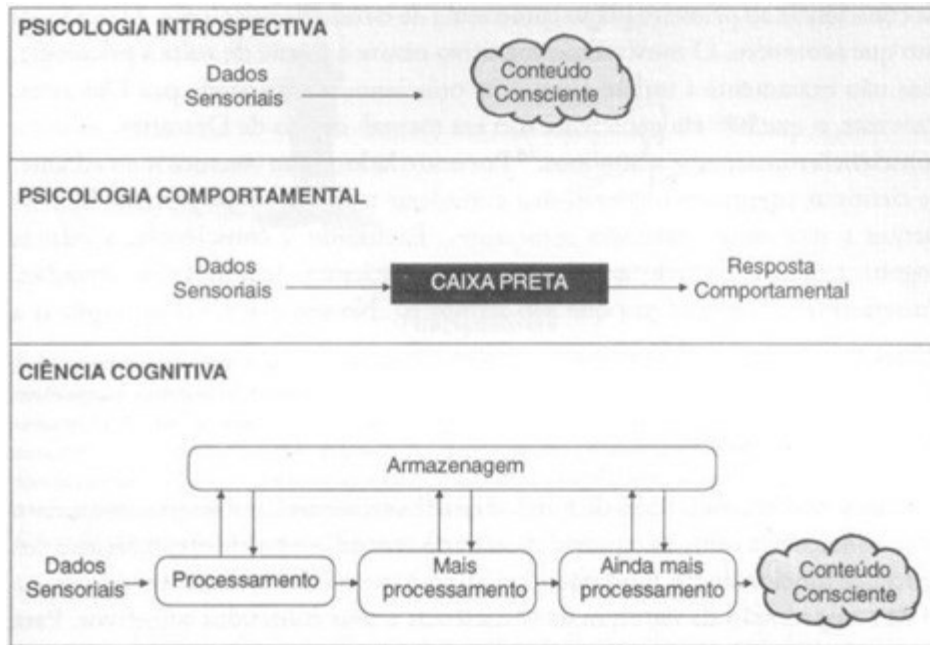 PSICOLOGIA INTROSPECTIVA
Dados
Sensoriais
Conteúdo
Consciente
PSICOLOGIA COMPORTAMENTAL
Dados
Sensoriais
CAIXA PRETA
Resposta
Comportamental
CIÊNCIA COGNITIVA
Armazenagem
Dados
Sensoriais
Processamento
Mais
processamento
Ainda mais
processamento
Conteúdo
Consciente